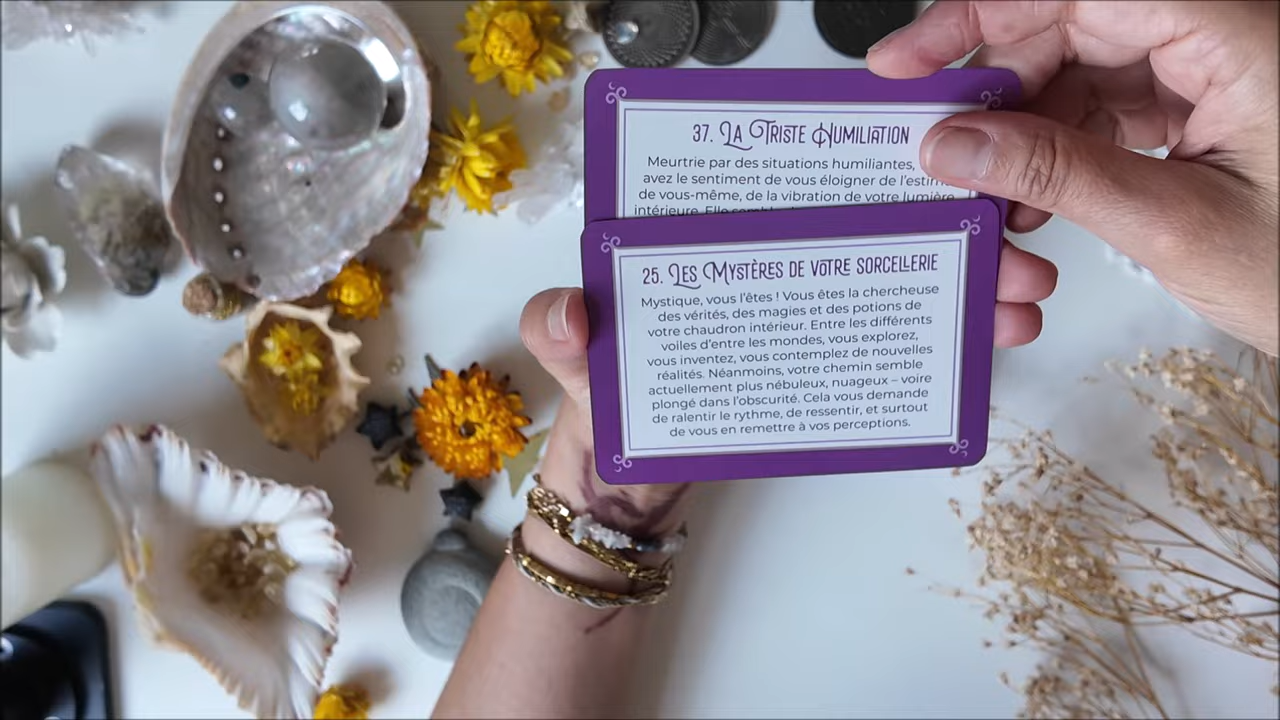 37. La Triste Humiliation
Meurtrie par des situations humiliantes,
avez le sentiment de vous éloigner de l'estime
de vous-même, de la vibration de votre lumière
intérieure. Elle
25. Les Mystères de votre sorcellerie
Mystique, vous l'êtes ! Vous êtes la chercheuse
des vérités, des magies et des potions de
votre chaudron intérieur. Entre les différents
voiles d'entre les mondes, vous explorez,
vous inventez, vous contemplez de nouvelles
réalités. Néanmoins, votre chemin semble
actuellement plus nébuleux, nuageux – voire
plongé dans l'obscurité. Cela vous demande
de ralentir le rythme, de ressentir, et surtout
de vous en remettre à vos perceptions.